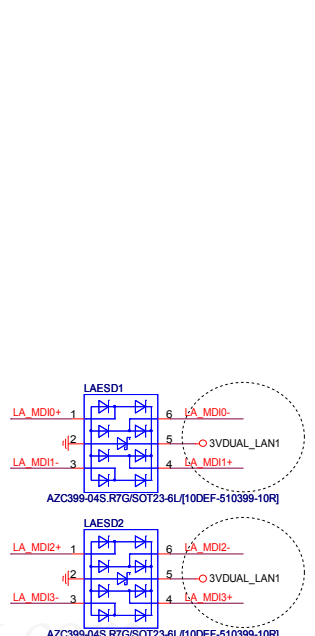 LAESD1
LA_MDI0+ 1 6 LA_MDI0-
2 5 3VDUAL_LAN1
LA_MDI1- 3 4 LA_MDI1+
AZC399-04S.R7G/SOT23-6L/[10DEF-510399-10R]
LAESD2
LA_MDI2+ 1 6 LA_MDI2-
2 5 3VDUAL_LAN1
LA_MDI3- 3 4 LA_MDI3+
AZC399-04S.R7G/SOT23-6L/[10DEF-510399-10R]